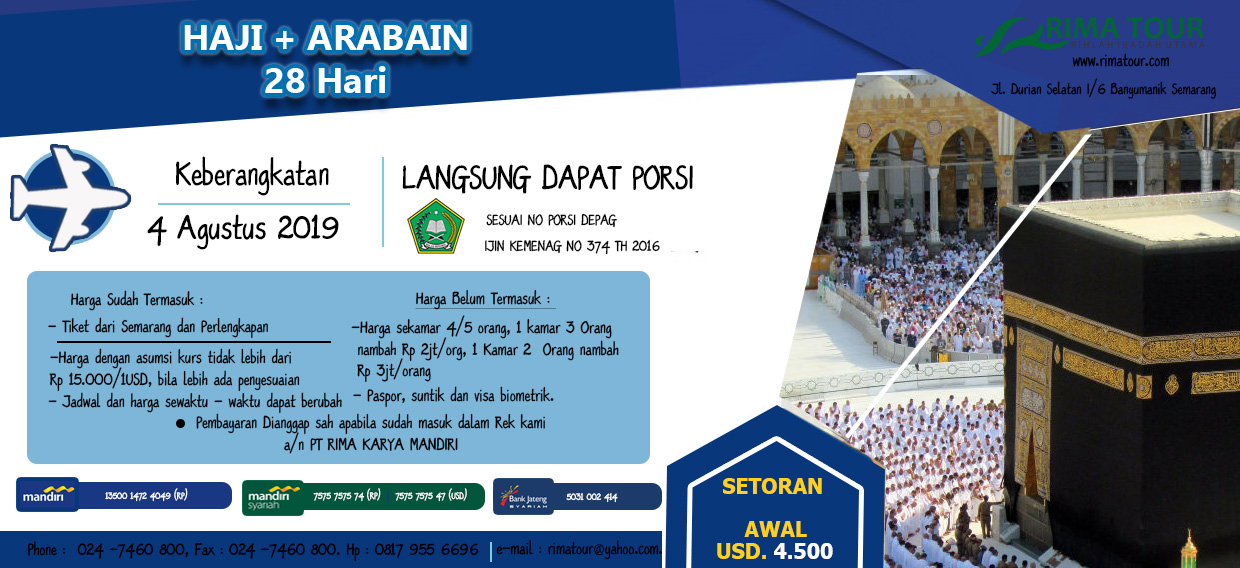 HAJI + ARABAIN
28 Hari
RIMA TOUR
www.rimatour.com
Jl. Durian Selatan 1/6 Banyumanik Semarang
Keberangkatan
4 Agustus 2019
LANGSUNG DAPAT PORSI
SESUAI NO PORSI DEPAG
IJIN KEMENAG NO 374 TH 2016
Harga Sudah Termasuk :
- Tiket dari Semarang dan Perlengkapan
-Harga dengan asumsi kurs tidak lebih dari
Rp 15.000/1USD, bila lebih ada penyesuaian
- Jadwal dan harga sewaktu - waktu dapat berubah
Harga Belum Termasuk :
-Harga sekamar 4/5 orang, 1 kamar 3 Orang
nambah Rp 2jt/org, 1 Kamar 2 Orang nambah
Rp 3jt/orang
- Paspor, suntik dan visa biometrik.
● Pembayaran Dianggap sah apabila sudah masuk dalam Rek kami
a/n PT RIMA KARYA MANDIRI
mandiri
13500 1472 4049 (RP)
mandiri
syariah
7575 7575 74 (RP) 7575 7575 47 (USD)
Bank Jateng
SYARIAH
5031 002 414
SETORAN
AWAL
USD. 4.500
Phone : 024 -7460 800, Fax : 024 -7460 800. Hp : 0817 955 6696
e-mail : rimatour@yahoo.com.